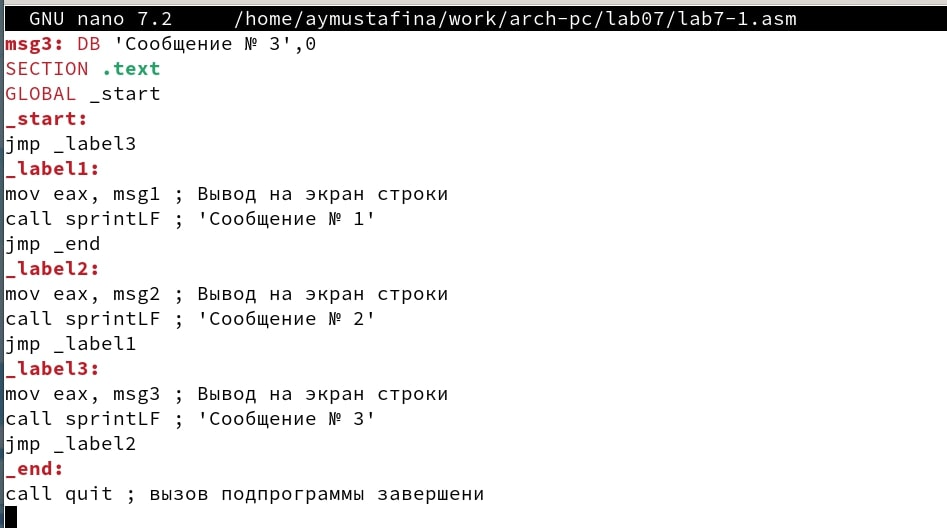 GNU nano 7.2 /home/aymustafina/work/arch-pc/lab07/lab7-1.asm
msg3: DB 'Сообщение № 3',0
SECTION .text
GLOBAL _start
_start:
jmp _label3
_label1:
mov eax, msg1 ; Вывод на экран строки
call sprintLF ; 'Сообщение № 1'
jmp _end
_label2:
mov eax, msg2 ; Вывод на экран строки
call sprintLF ; 'Сообщение № 2'
jmp _label1
_label3:
mov eax, msg3 ; Вывод на экран строки
call sprintLF ; 'Сообщение № 3'
jmp _label2
_end:
call quit ; вызов подпрограммы завершени